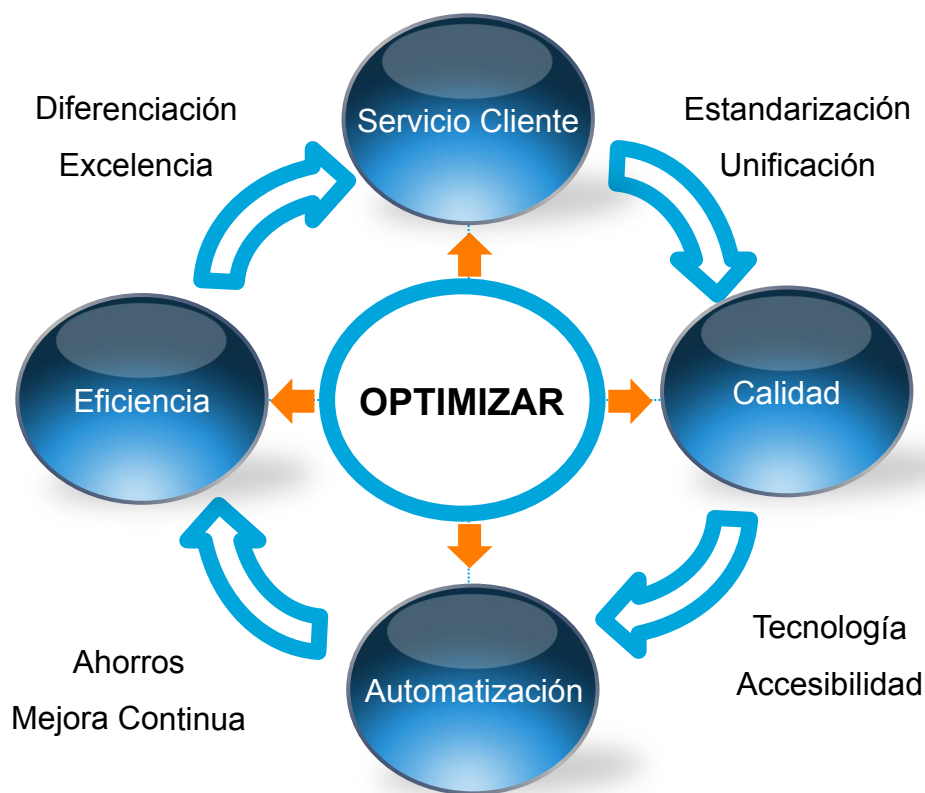 Servicio Cliente
Diferenciación
Excelencia
Estandarización
Unificación
Eficiencia
OPTIMIZAR
Calidad
Ahorros
Mejora Continua
Automatización
Tecnología
Accesibilidad